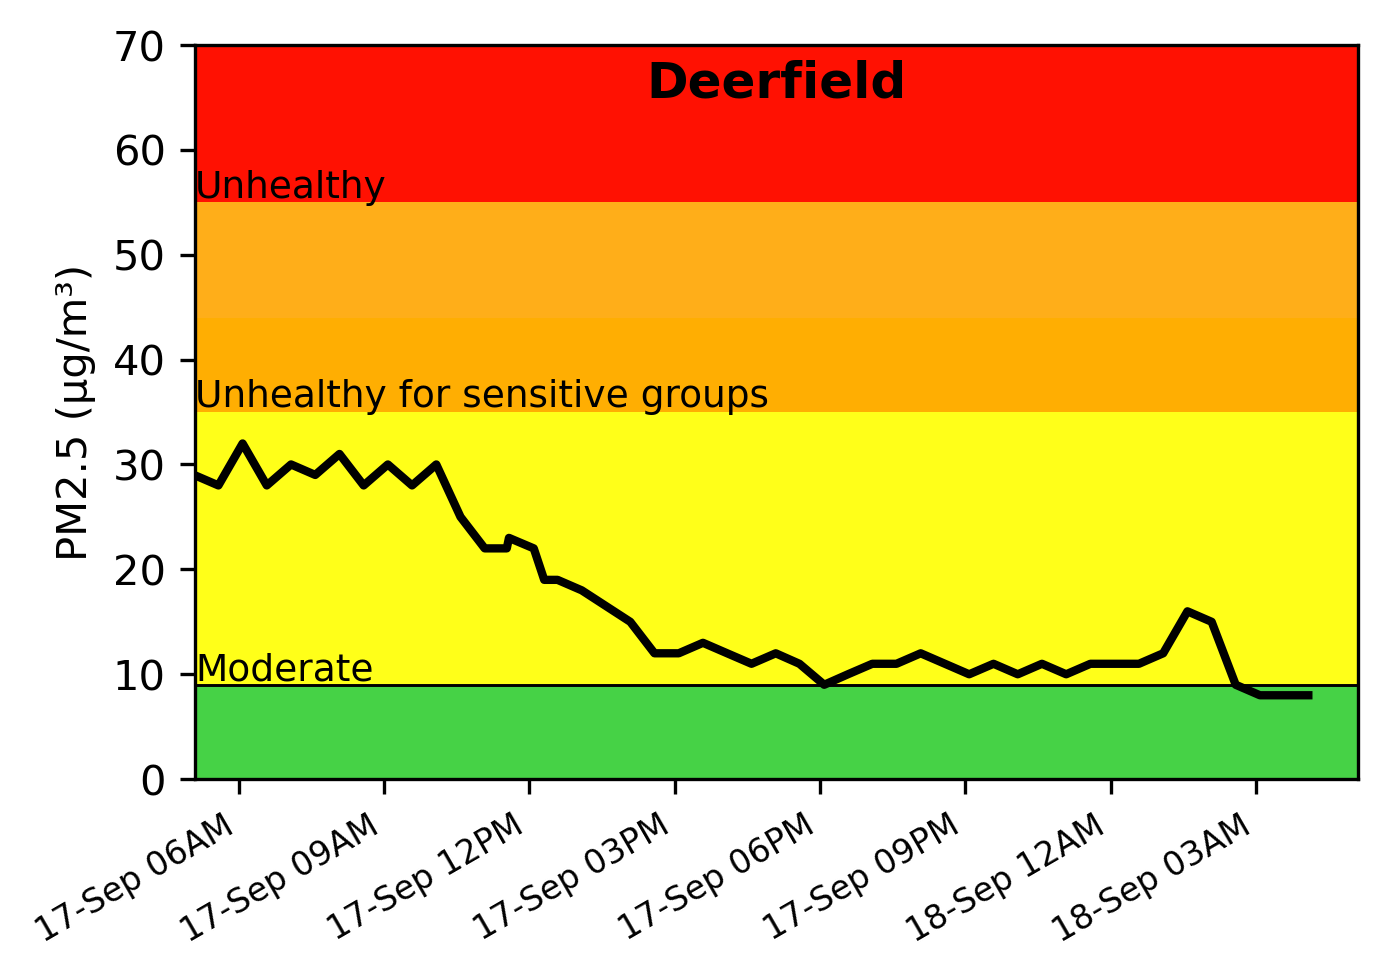 Deerfield
70
60
50
40
30
20
10
0
PM2.5 (µg/m³)
Unhealthy
Unhealthy for sensitive groups
Moderate
17-Sep 06AM
17-Sep 09AM
17-Sep 12PM
17-Sep 03PM
17-Sep 06PM
17-Sep 09PM
18-Sep 12AM
18-Sep 03AM